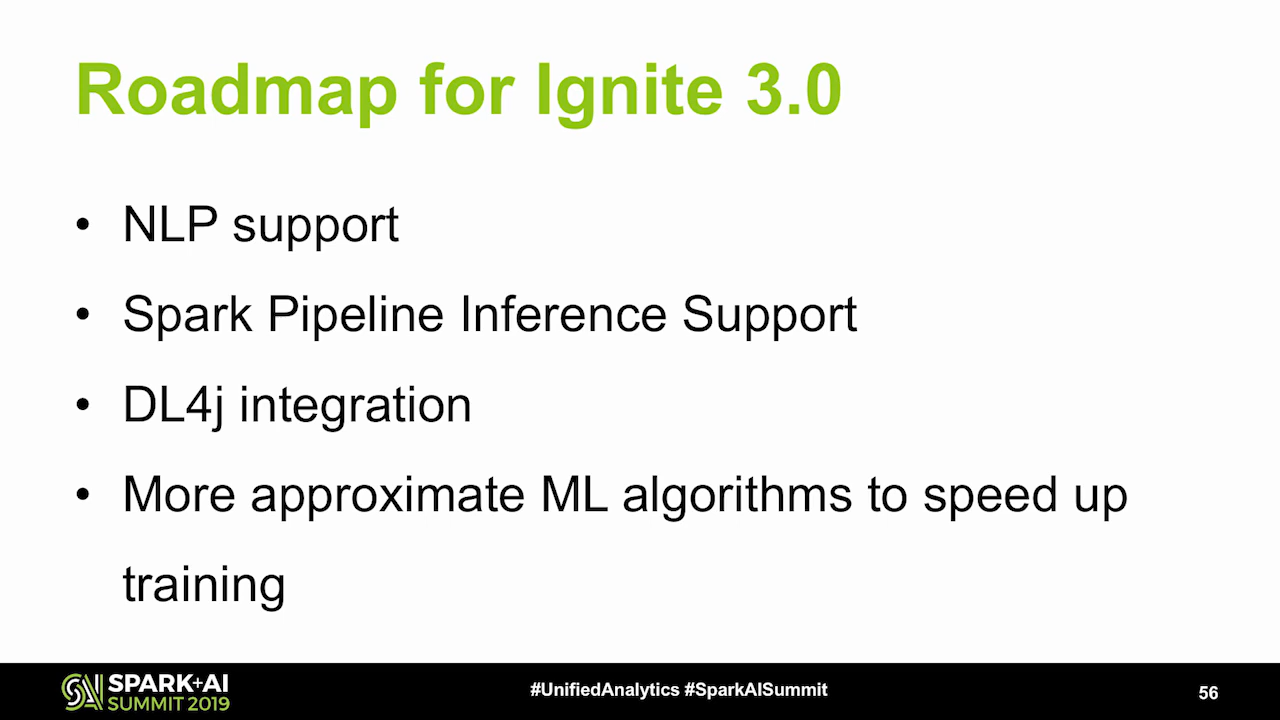 Roadmap for Ignite 3.0
• NLP support
• Spark Pipeline Inference Support
• DL4j integration
• More approximate ML algorithms to speed up
training
SPARK+AI
SUMMIT 2019
#UnifiedAnalytics #SparkAISummit
56